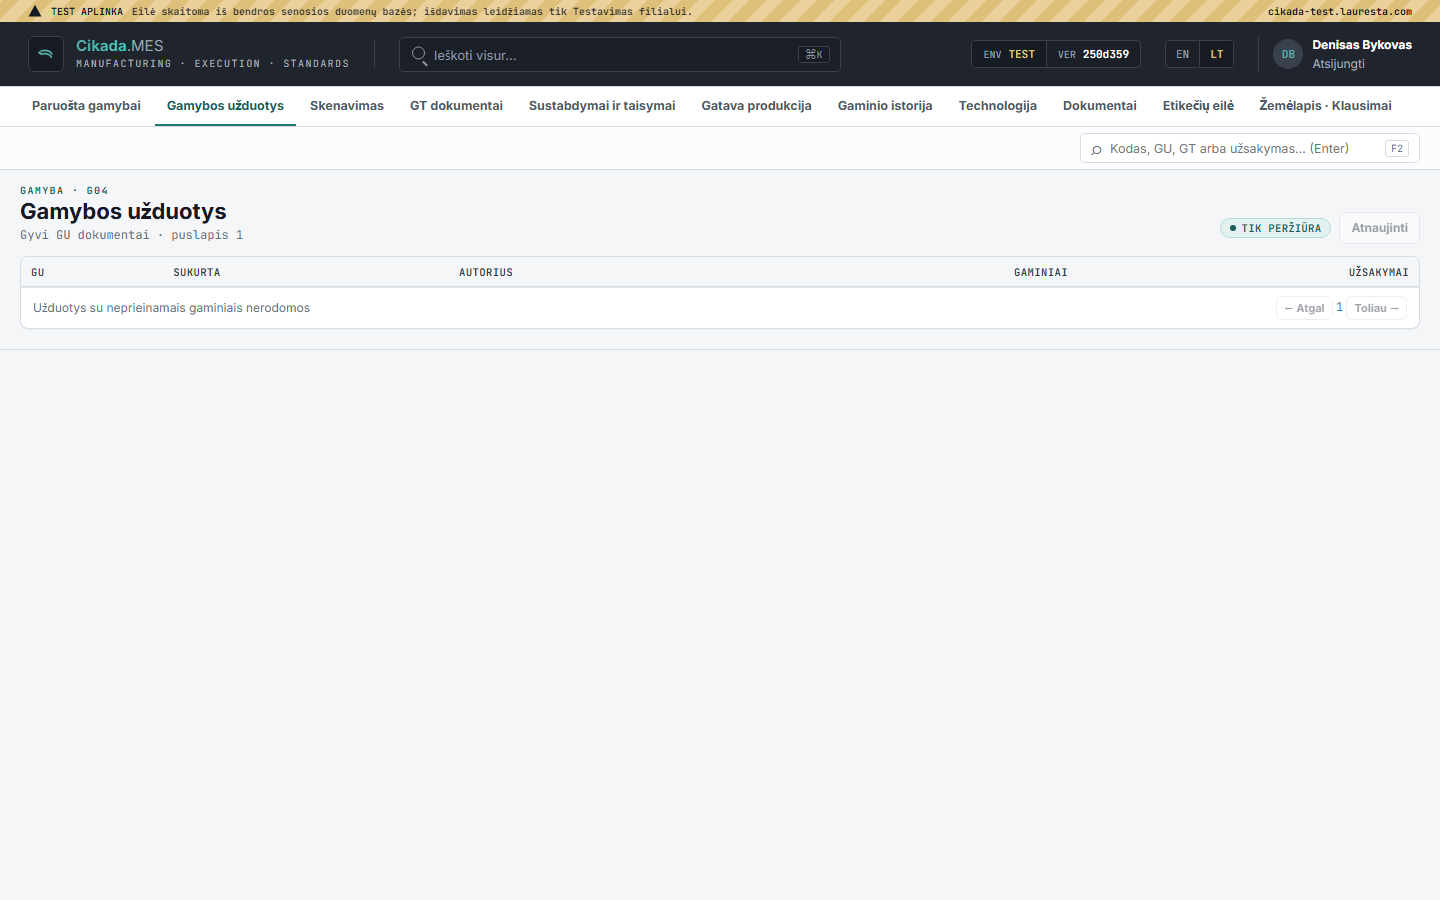 TEST APLINKA Eilė skaitoma iš bendros senosios duomenų bazės; išdavimas leidžiamas tik Testavimas filialui.
cikada-test.lauresta.com
Cikada.MES
MANUFACTURING · EXECUTION · STANDARDS
Ieškoti visur...
⌘K
ENV TEST
VER 250d359
EN
LT
DB
Denisas Bykovas
Atsijungti
Paruošta gamybai
Gamybos užduotys
Skenavimas
GT dokumentai
Sustabdymai ir taisymai
Gatava produkcija
Gaminio istorija
Technologija
Dokumentai
Etikečių eilė
Žemėlapis · Klausimai
Kodas, GU, GT arba užsakymas... (Enter)
F2
GAMYBA · G04
Gamybos užduotys
Gyvi GU dokumentai · puslapis 1
TIK PERŽIŪRA
Atnaujinti
GU
SUKURTA
AUTORIUS
GAMINIAI
UŽSAKYMAI
Užduotys su neprieinamais gaminiais nerodomos
← Atgal
1
Toliau →